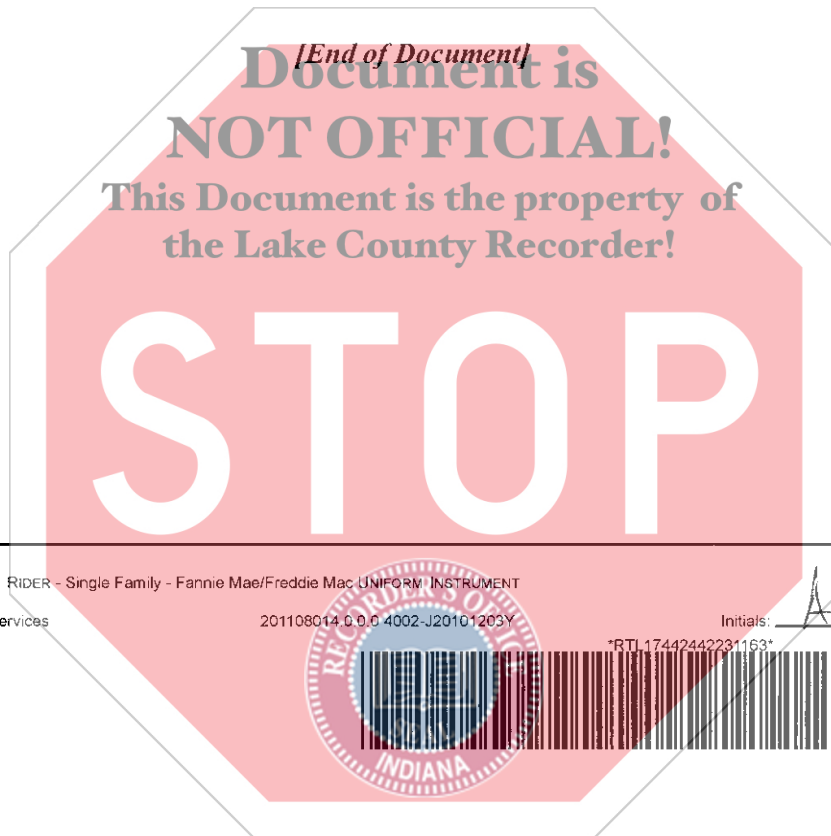 [End of Document]
Document is
NOT OFFICIAL!
This Document is the property of
the Lake County Recorder!
STOP
RIDER - Single Family - Fannie Mae/Freddie Mac UNIFORM INSTRUMENT
ervices 201108014.0.0.0 4002-J20101203Y Initials:
*RTL17442442231163*
RECORDER'S OFFICE
SEAL
INDIANA